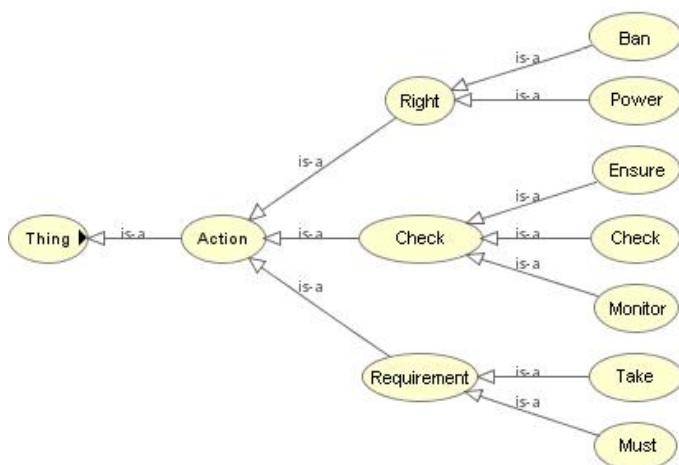 Ban
is-a
Right
is-a
Power
is-a
Ensure
is-a
Thing
is-a
Action
is-a
Check
is-a
Check
is-a
is-a
Monitor
Requirement
is-a
Take
is-a
Must